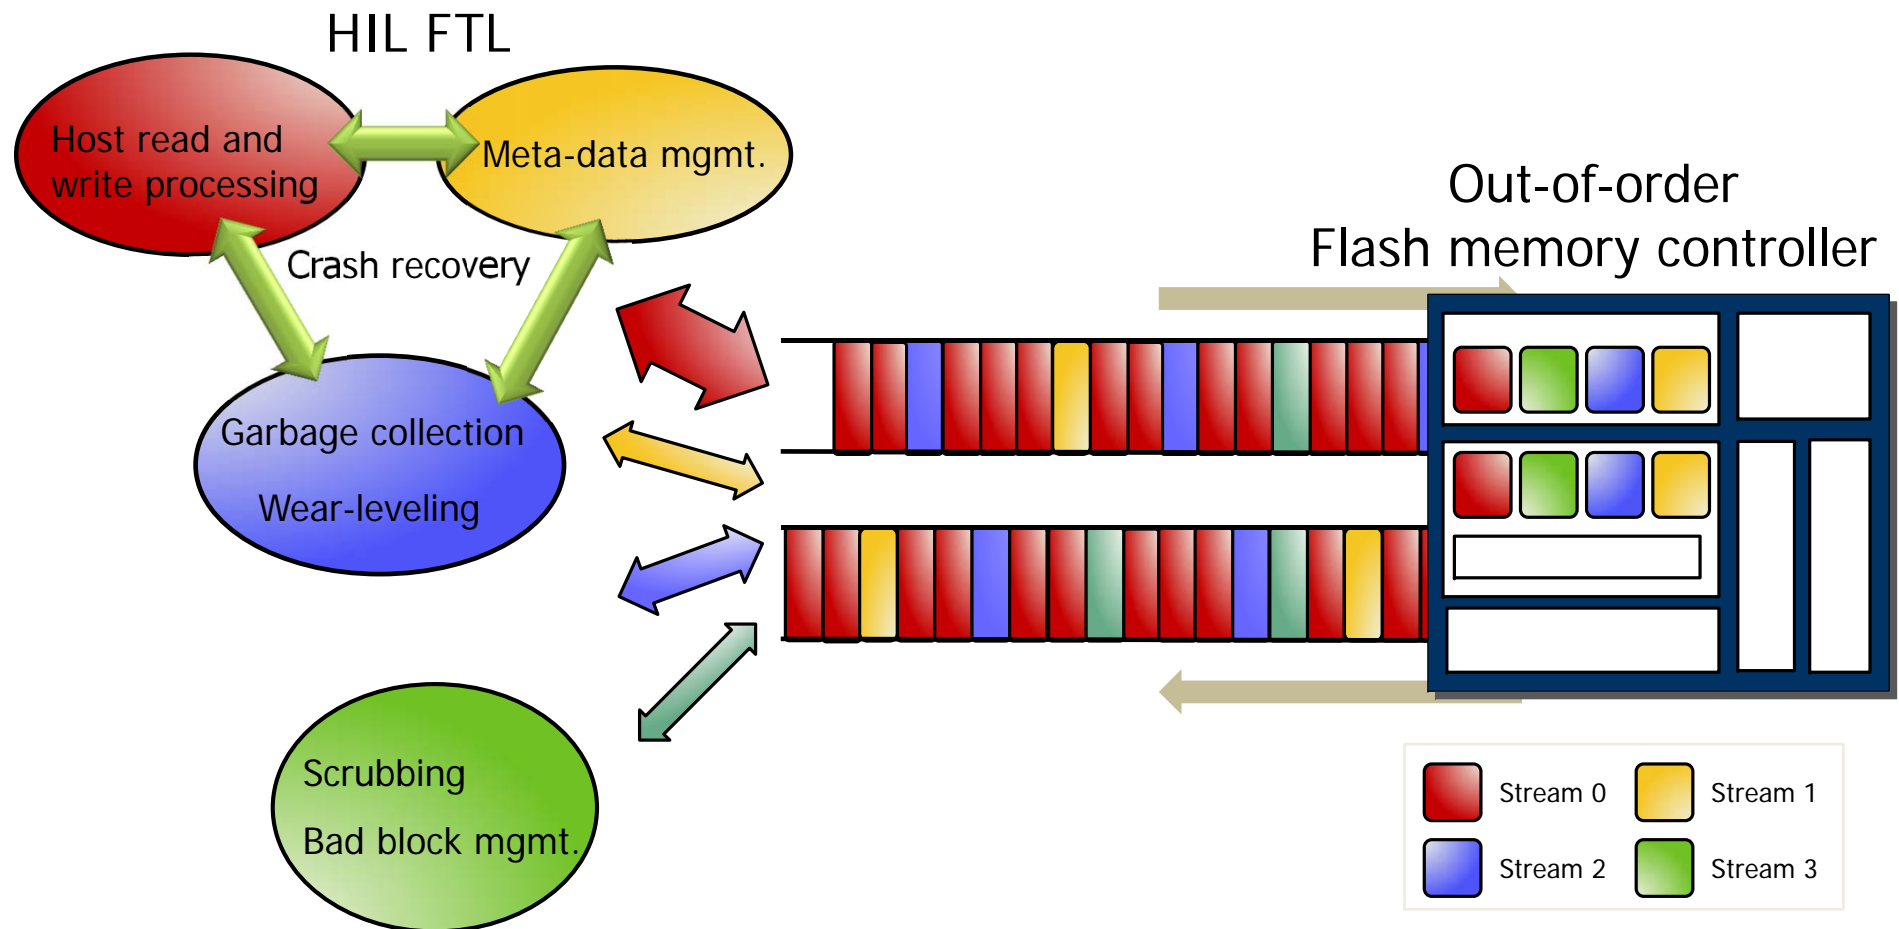 HIL FTL
Host read and
write processing
Meta-data mgmt.
Crash recovery
Garbage collection
Wear-leveling
Scrubbing
Bad block mgmt.
Out-of-order
Flash memory controller
Stream 0
Stream 1
Stream 2
Stream 3